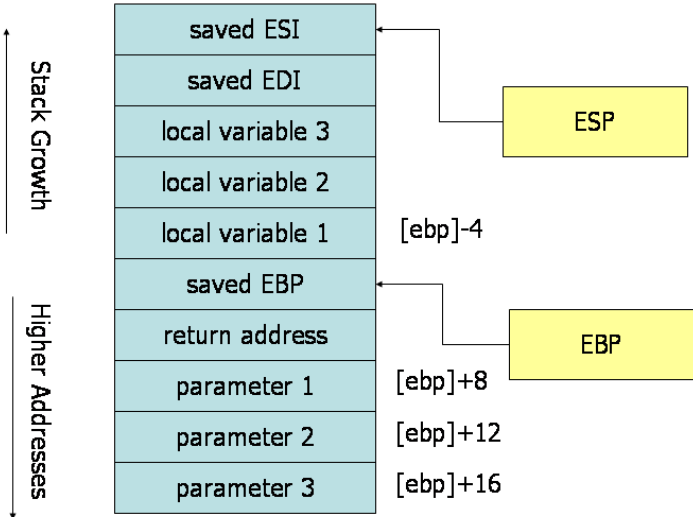 Stack Growth
Higher Addresses
saved ESI
saved EDI
local variable 3
local variable 2
local variable 1
[ebp]-4
saved EBP
return address
parameter 1
[ebp]+8
parameter 2
[ebp]+12
parameter 3
[ebp]+16
ESP
EBP